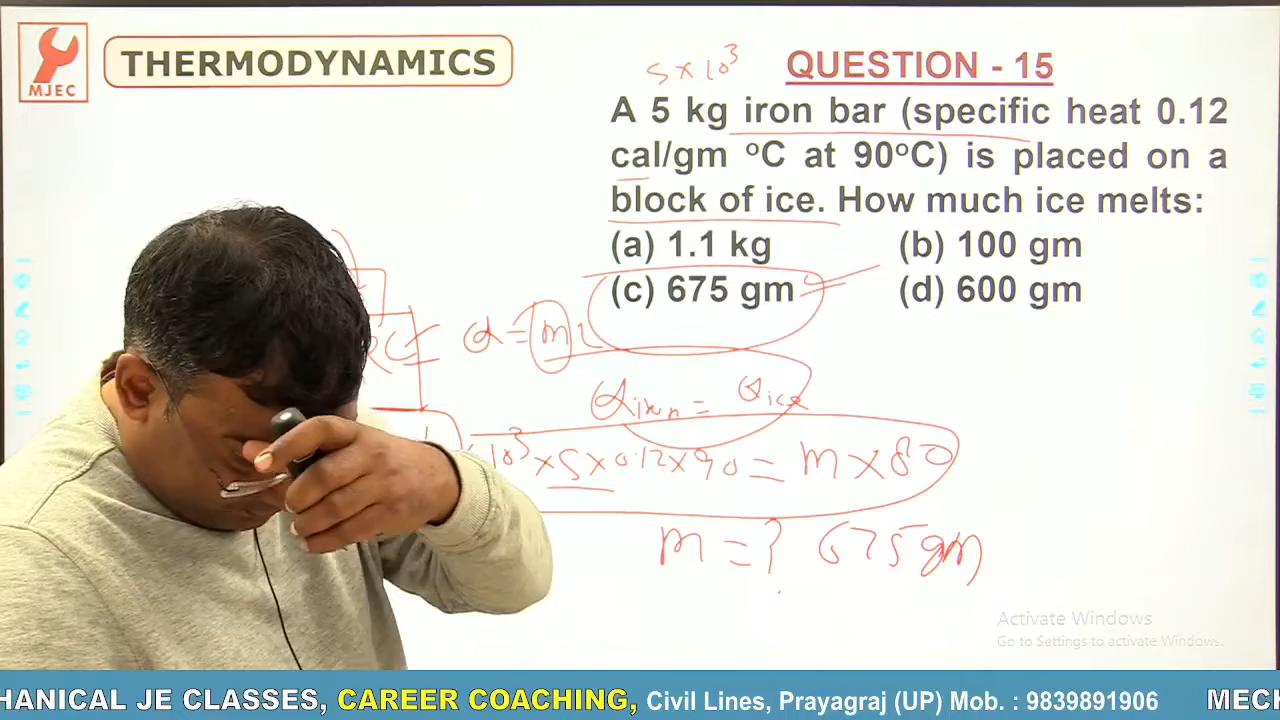 MJEC
THERMODYNAMICS
5 x 10³
QUESTION - 15
A 5 kg iron bar (specific heat 0.12
cal/gm °C at 90°C) is placed on a
block of ice. How much ice melts:
(a) 1.1 kg (b) 100 gm
(c) 675 gm (d) 600 gm
Q = m
Q iron = Q ice
10³ x 5 x 0.12 x 90 = m x 80
m = ? 675 gm
Activate Windows
Go to Settings to activate Windows.
HANICAL JE CLASSES, CAREER COACHING, Civil Lines, Prayagraj (UP) Mob. : 9839891906 MECH